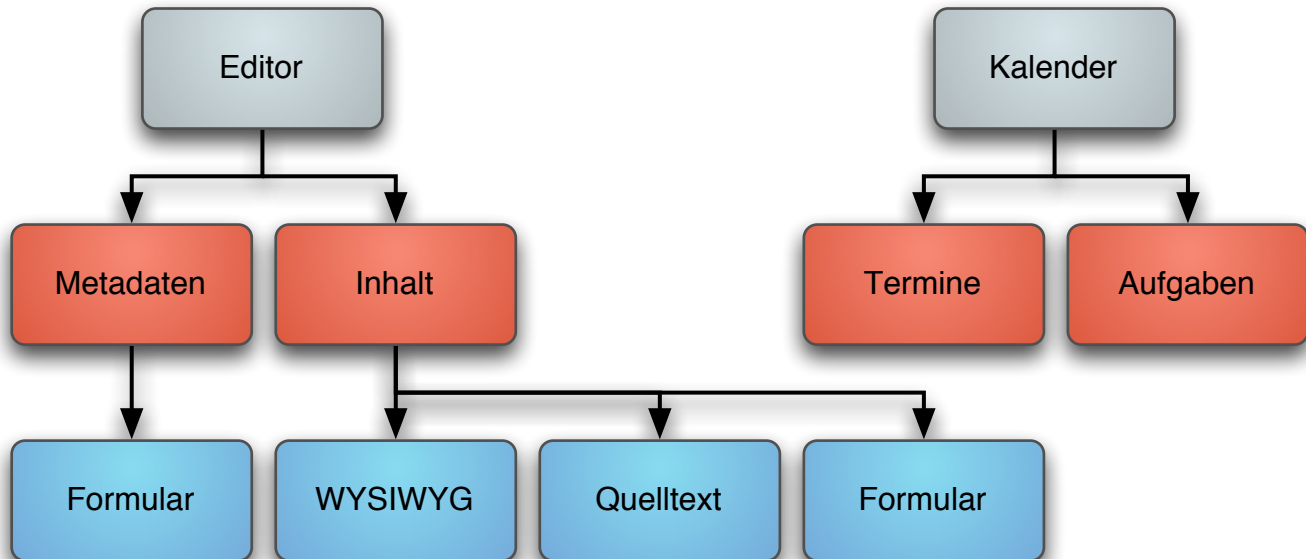 Editor
Kalender
Metadaten
Inhalt
Termine
Aufgaben
Formular
WYSIWYG
Quelltext
Formular